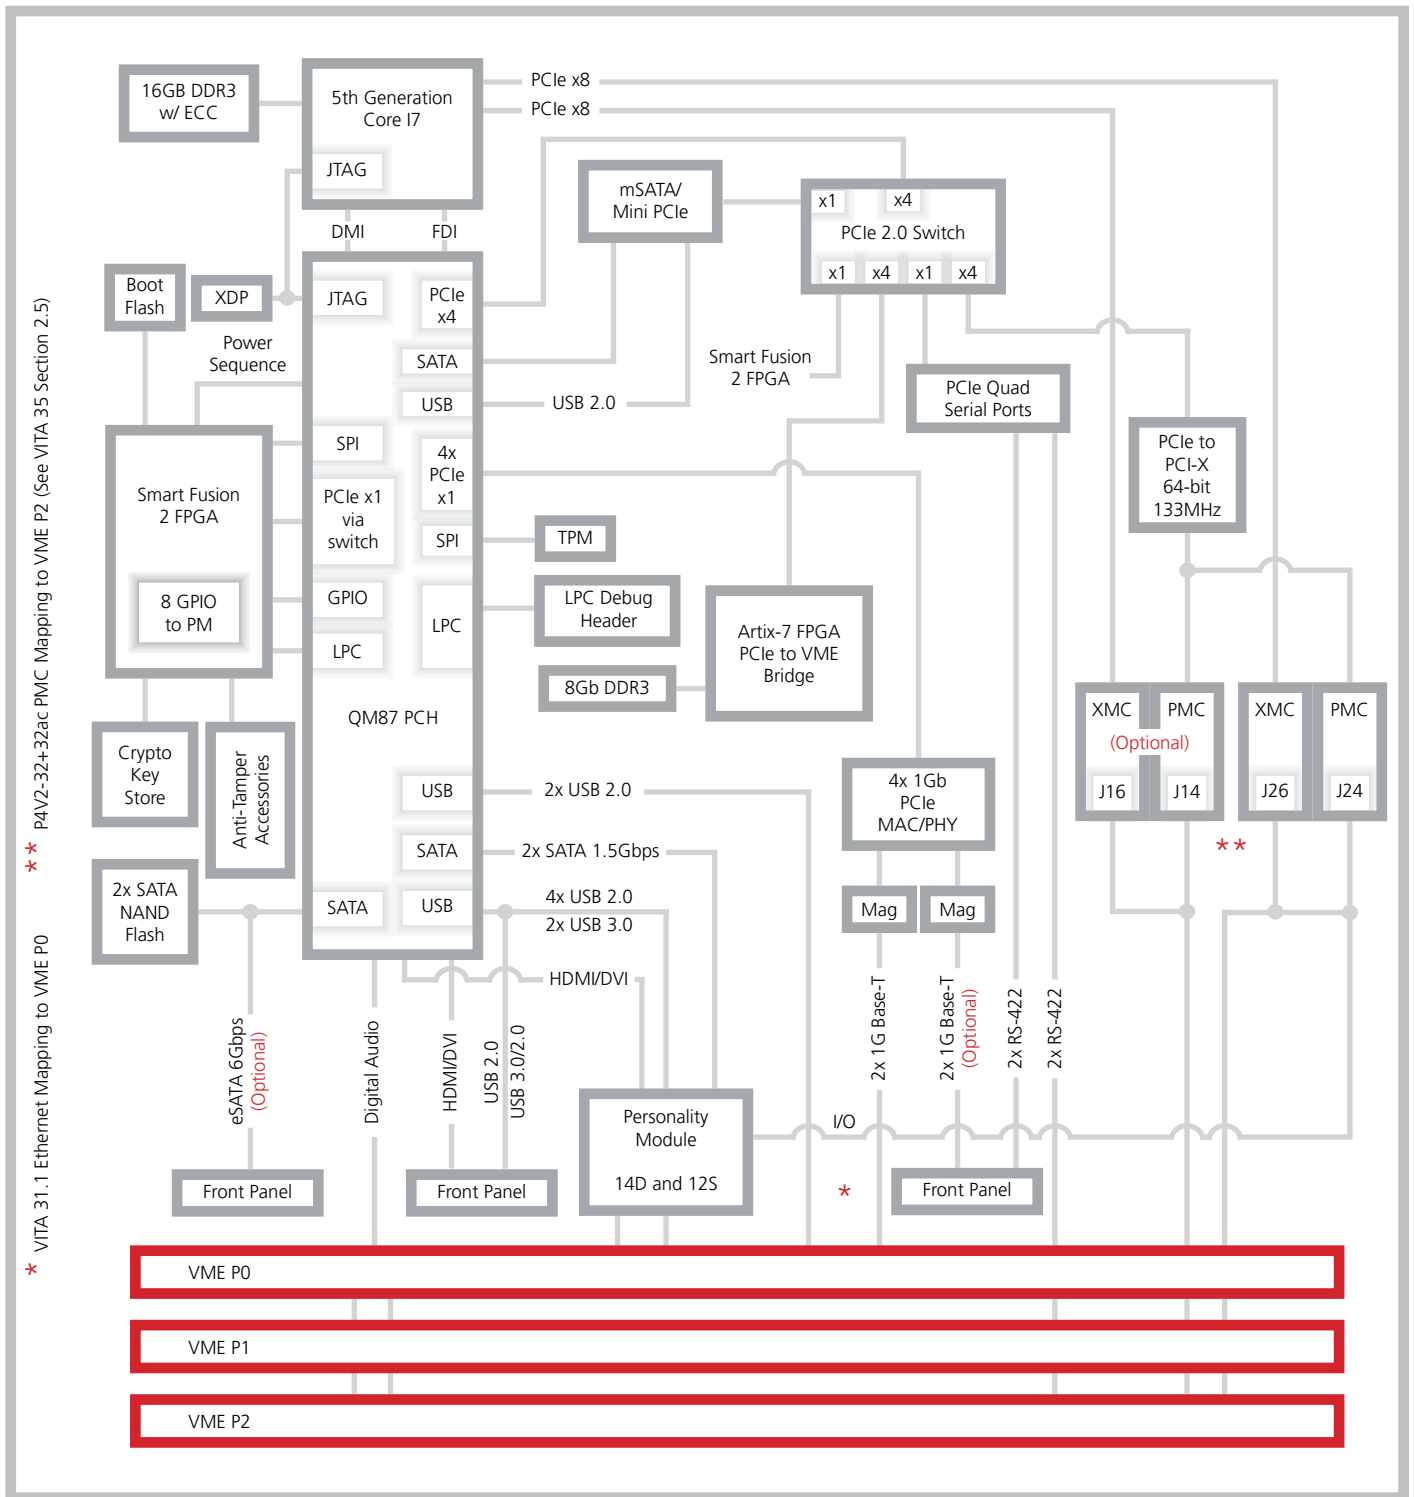 16GB DDR3
w/ ECC
5th Generation
Core I7
JTAG
PCIe x8
PCIe x8
DMI
FDI
mSATA/
Mini PCIe
x1
x4
PCIe 2.0 Switch
x1
x4
x1
x4
Boot
Flash
XDP
JTAG
PCIe
x4
Power
Sequence
SATA
USB
USB 2.0
Smart Fusion
2 FPGA
PCIe Quad
Serial Ports
PCIe to
PCI-X
64-bit
133MHz
Smart Fusion
2 FPGA
8 GPIO
to PM
SPI
PCIe x1
via
switch
GPIO
LPC
4x
PCIe
x1
SPI
LPC
TPM
LPC Debug
Header
8Gb DDR3
Artix-7 FPGA
PCIe to VME
Bridge
QM87 PCH
Crypto
Key
Store
Anti-Tamper
Accessories
2x SATA
NAND
Flash
SATA
USB
SATA
USB
2x USB 2.0
2x SATA 1.5Gbps
4x USB 2.0
2x USB 3.0
HDMI/DVI
4x 1Gb
PCIe
MAC/PHY
Mag
Mag
XMC
PMC
(Optional)
J16
J14
XMC
PMC
J26
J24
**
eSATA 6Gbps
(Optional)
Digital Audio
HDMI/DVI
USB 2.0
USB 3.0/2.0
2x 1G Base-T
2x 1G Base-T
(Optional)
2x RS-422
2x RS-422
Personality
Module
14D and 12S
I/O
Front Panel
Front Panel
*
Front Panel
VME P0
VME P1
VME P2
** P4V2-32+32ac PMC Mapping to VME P2 (See VITA 35 Section 2.5)
* VITA 31.1 Ethernet Mapping to VME P0